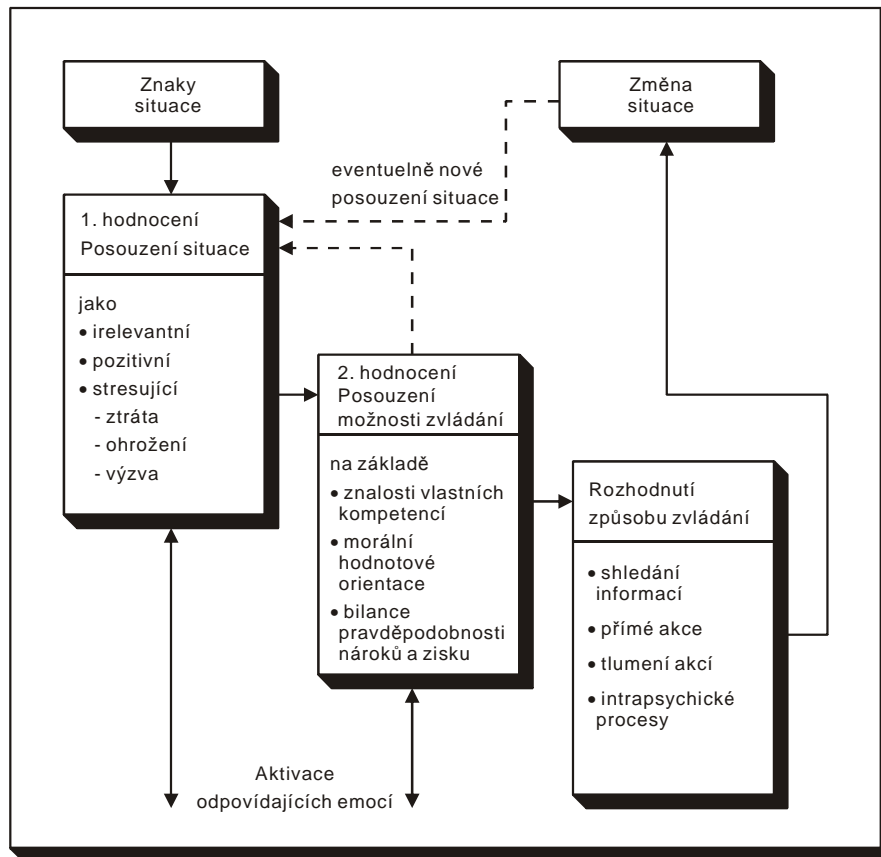 Znaky
situace
Změna
situace
eventuelně nové
posouzení situace
1. hodnocení
Posouzení situace
jako
• irelevantní
• pozitivní
• stresující
- ztráta
- ohrožení
- výzva
2. hodnocení
Posouzení
možnosti zvládání
na základě
• znalosti vlastních
kompetencí
• morální
hodnotové
orientace
• bilance
pravděpodobnosti
nároků a zisku
Rozhodnutí
způsobu zvládání
• shledání
informací
• přímé akce
• tlumení akcí
• intrapsychické
procesy
Aktivace
odpovídajících emocí